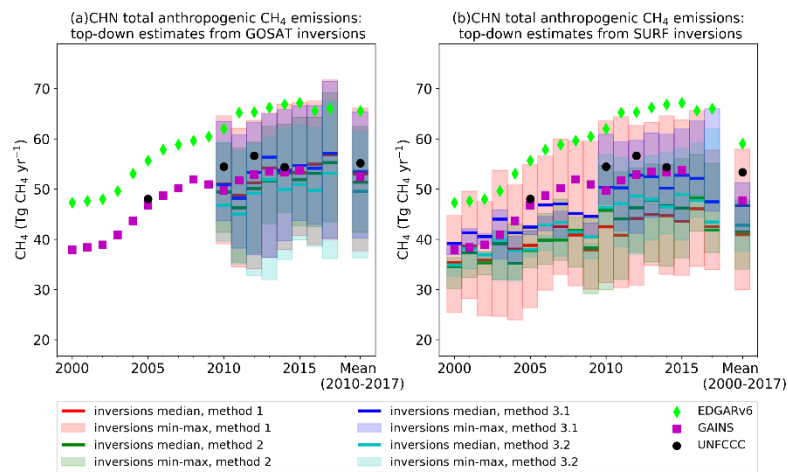 (a)CHN total anthropogenic CH₄ emissions:
top-down estimates from GOSAT inversions
(b)CHN total anthropogenic CH₄ emissions:
top-down estimates from SURF inversions
CH₄ (Tg CH₄ yr⁻¹)
70
60
50
40
30
20
2000
2005
2010
2015
Mean
(2010-2017)
CH₄ (Tg CH₄ yr⁻¹)
70
60
50
40
30
20
2000
2005
2010
2015
Mean
(2000-2017)
inversions median, method 1
inversions min-max, method 1
inversions median, method 2
inversions min-max, method 2
inversions median, method 3.1
inversions min-max, method 3.1
inversions median, method 3.2
inversions min-max, method 3.2
EDGARv6
GAINS
UNFCCC